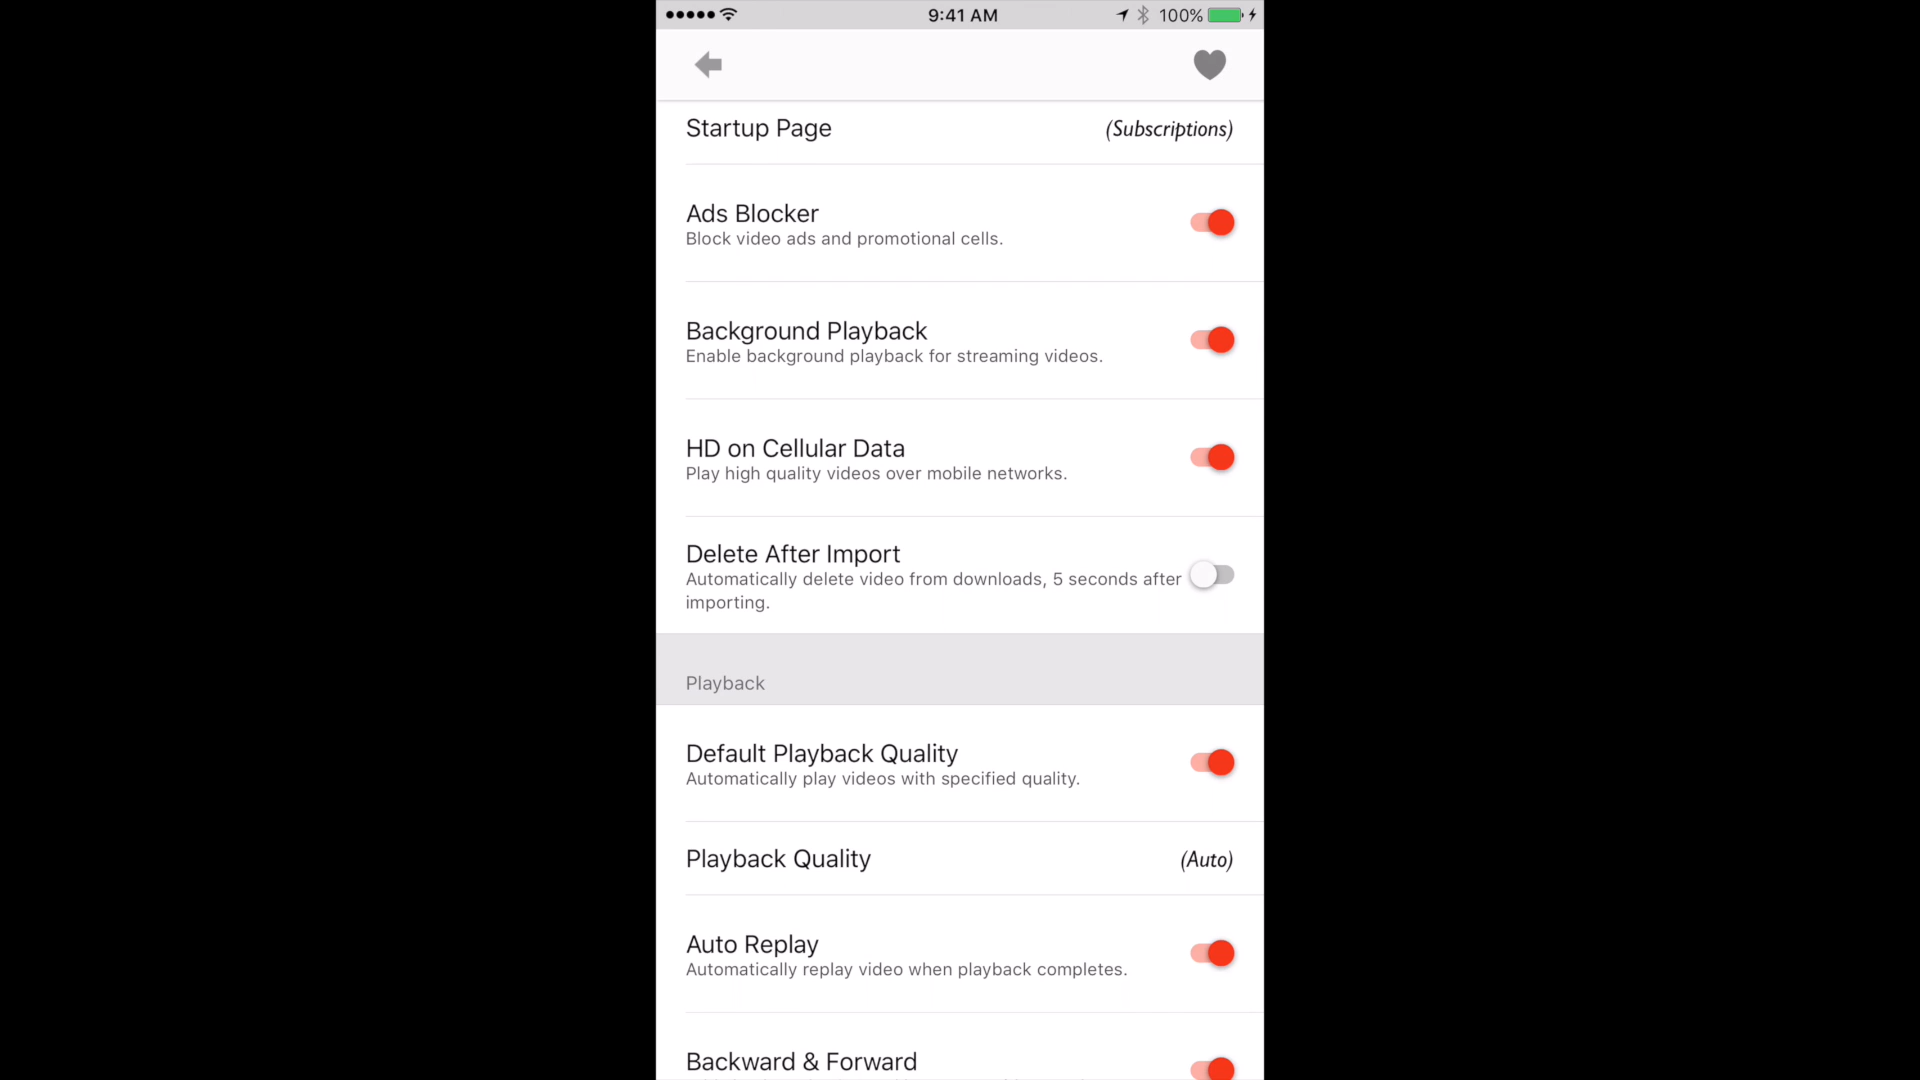 9:41 AM
100%
Startup Page
(Subscriptions)
Ads Blocker
Block video ads and promotional cells.
Background Playback
Enable background playback for streaming videos.
HD on Cellular Data
Play high quality videos over mobile networks.
Delete After Import
Automatically delete video from downloads, 5 seconds after
importing.
Playback
Default Playback Quality
Automatically play videos with specified quality.
Playback Quality
(Auto)
Auto Replay
Automatically replay video when playback completes.
Backward & Forward